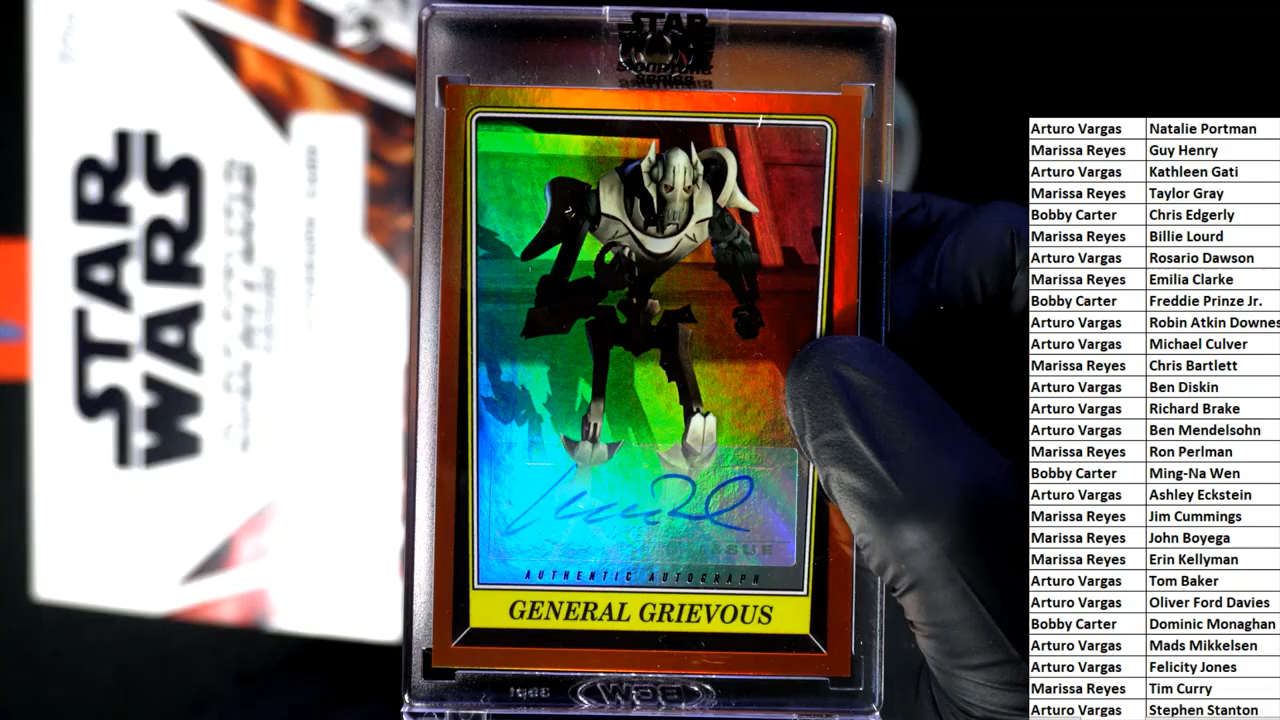 STAR
WARS
STAR
WARS
AUTHENTIC AUTOGRAPH
GENERAL GRIEVOUS
Arturo Vargas Natalie Portman
Marissa Reyes Guy Henry
Arturo Vargas Kathleen Gati
Marissa Reyes Taylor Gray
Bobby Carter Chris Edgerly
Marissa Reyes Billie Lourd
Arturo Vargas Rosario Dawson
Marissa Reyes Emilia Clarke
Bobby Carter Freddie Prinze Jr.
Arturo Vargas Robin Atkin Downes
Arturo Vargas Michael Culver
Marissa Reyes Chris Bartlett
Arturo Vargas Ben Diskin
Arturo Vargas Richard Brake
Arturo Vargas Ben Mendelsohn
Marissa Reyes Ron Perlman
Bobby Carter Ming-Na Wen
Arturo Vargas Ashley Eckstein
Marissa Reyes Jim Cummings
Marissa Reyes John Boyega
Marissa Reyes Erin Kellyman
Arturo Vargas Tom Baker
Arturo Vargas Oliver Ford Davies
Bobby Carter Dominic Monaghan
Arturo Vargas Mads Mikkelsen
Arturo Vargas Felicity Jones
Marissa Reyes Tim Curry
Arturo Vargas Stephen Stanton